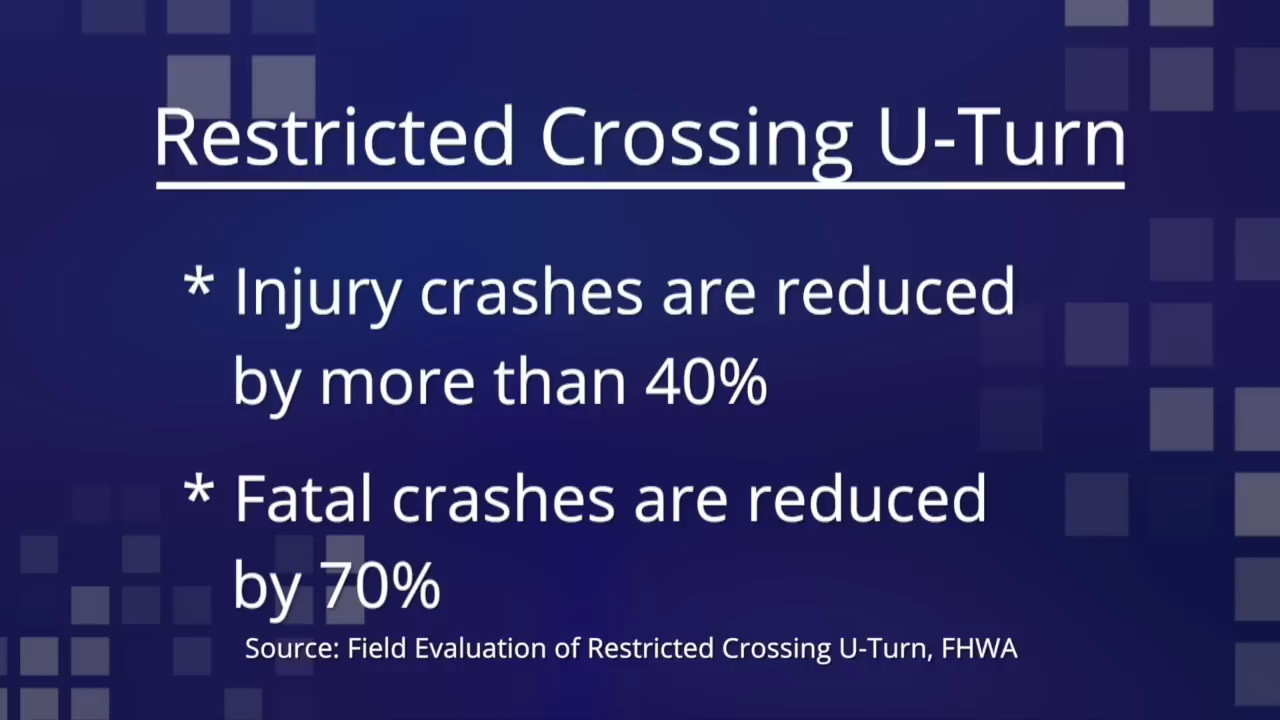 Restricted Crossing U-Turn
* Injury crashes are reduced
by more than 40%
* Fatal crashes are reduced
by 70%
Source: Field Evaluation of Restricted Crossing U-Turn, FHWA